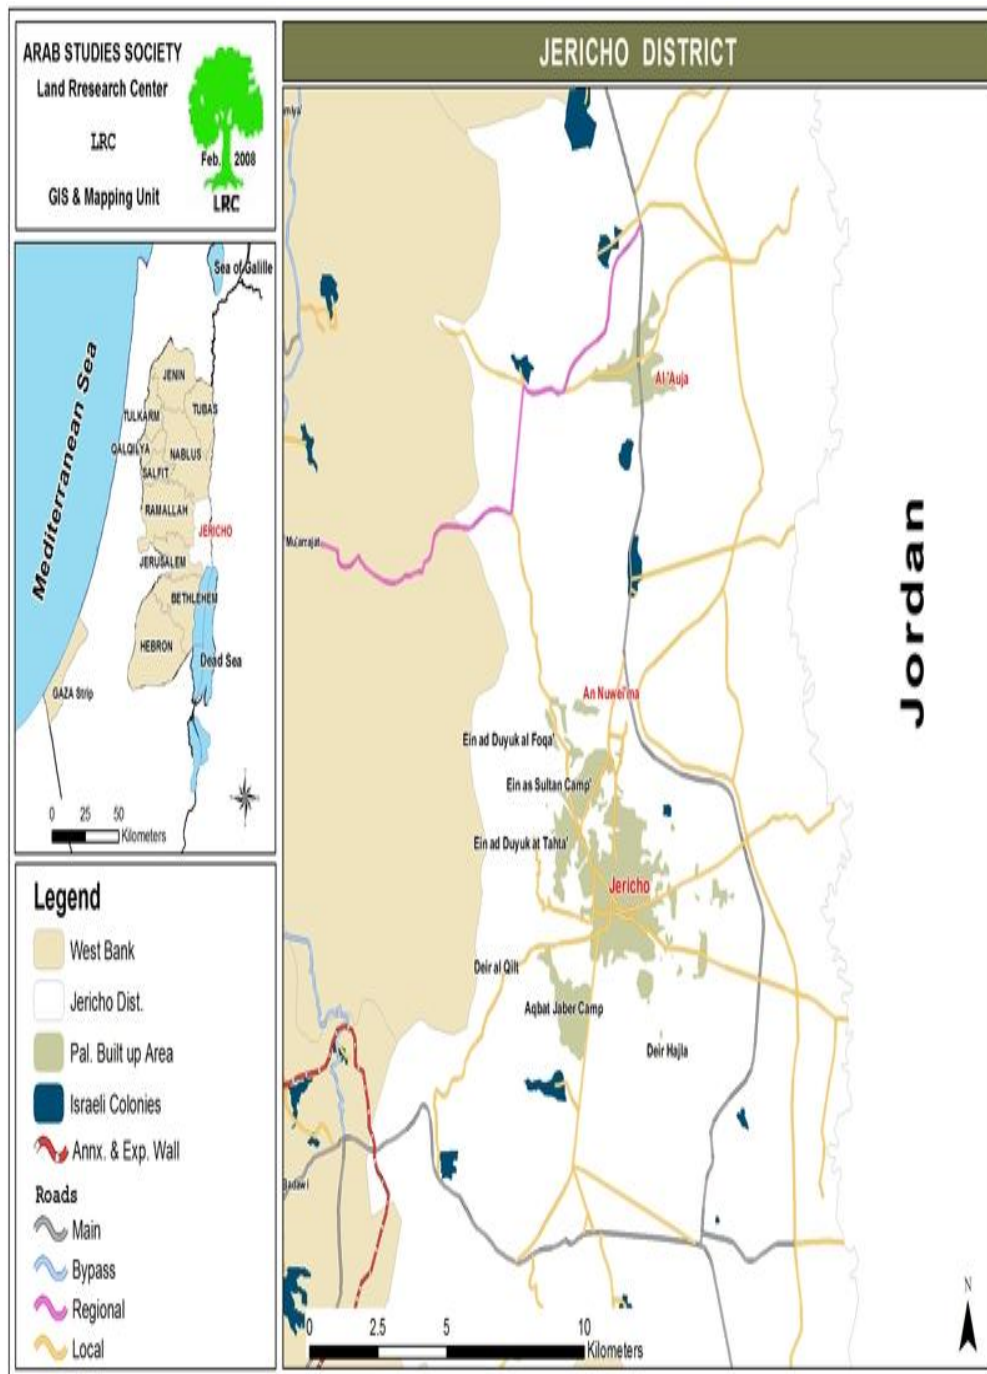 ARAB STUDIES SOCIETY
Land Rresearch Center
LRC
Feb. 2008
GIS & Mapping Unit
LRC
JERICHO DISTRICT
Sea of Galille
Mediterranean Sea
JENIN
TUBAS
TULKARM
QALQILYA
NABLUS
SALFIT
RAMALLAH
JERICHO
JERUSALEM
BETHLEHEM
HEBRON
Dead Sea
GAZA Strip
0 25 50
Kilometers
Legend
West Bank
Jericho Dist.
Pal. Built up Area
Israeli Colonies
Annx. & Exp. Wall
Roads
Main
Bypass
Regional
Local
Al 'Auja
Jordan
An Nuwei'ma
Ein ad Duyuk al Foqa'
Ein as Sultan Camp'
Ein ad Duyuk at Tahta'
Jericho
Deir al Qilt
Aqbat Jaber Camp
Deir Hajla
N
0 2.5 5 10
Kilometers